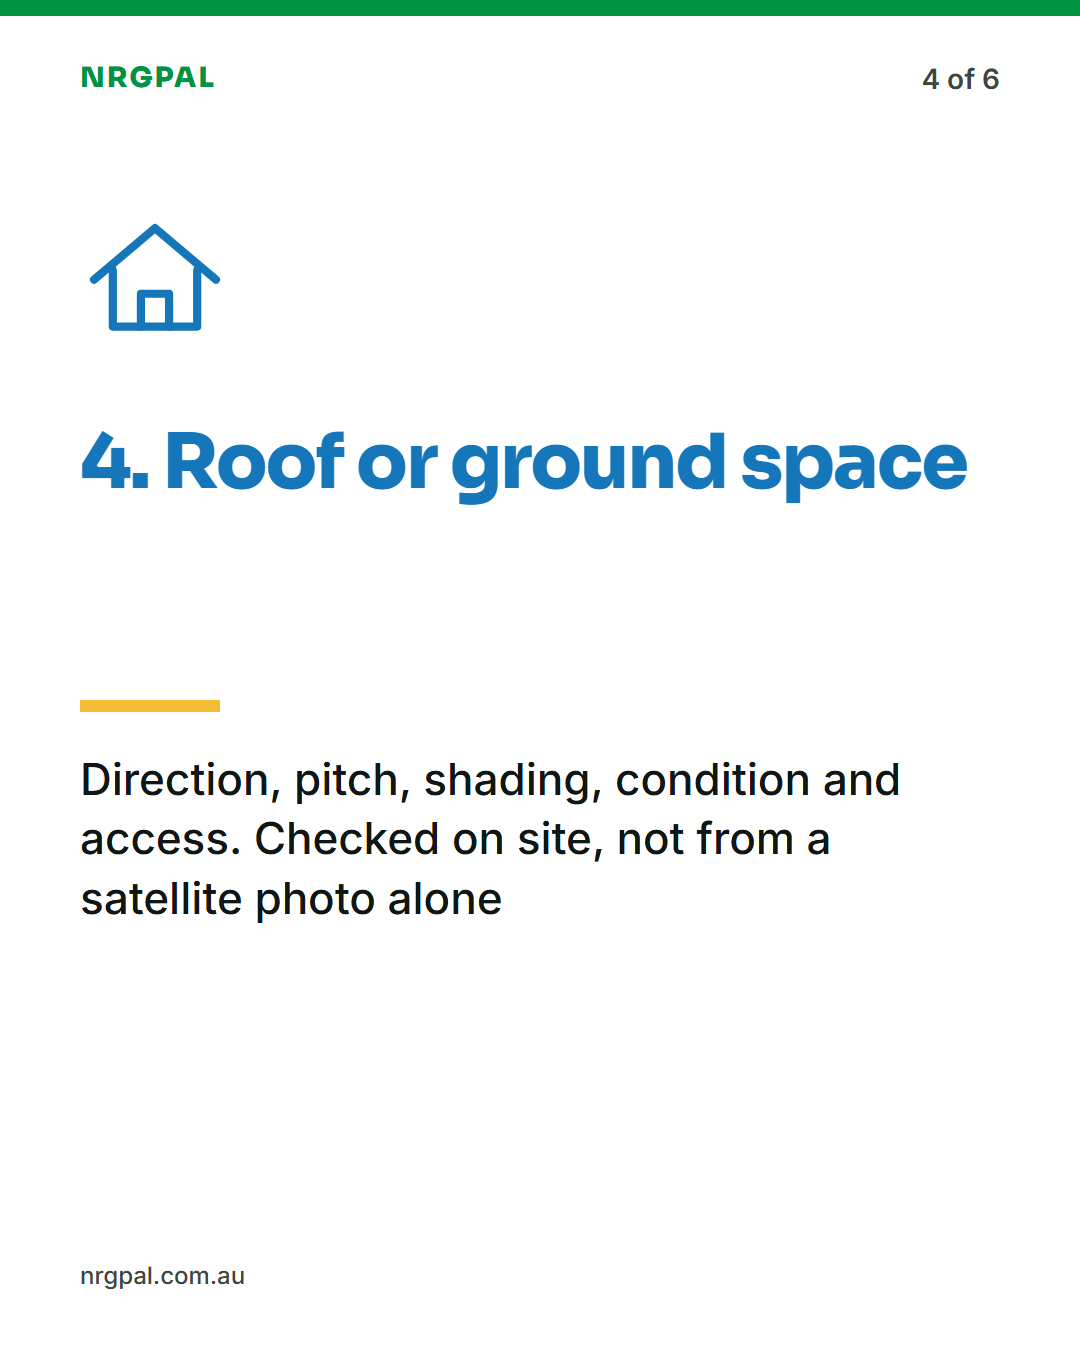 NRGPAL
4 of 6
4. Roof or ground space
Direction, pitch, shading, condition and
access. Checked on site, not from a
satellite photo alone
nrgpal.com.au